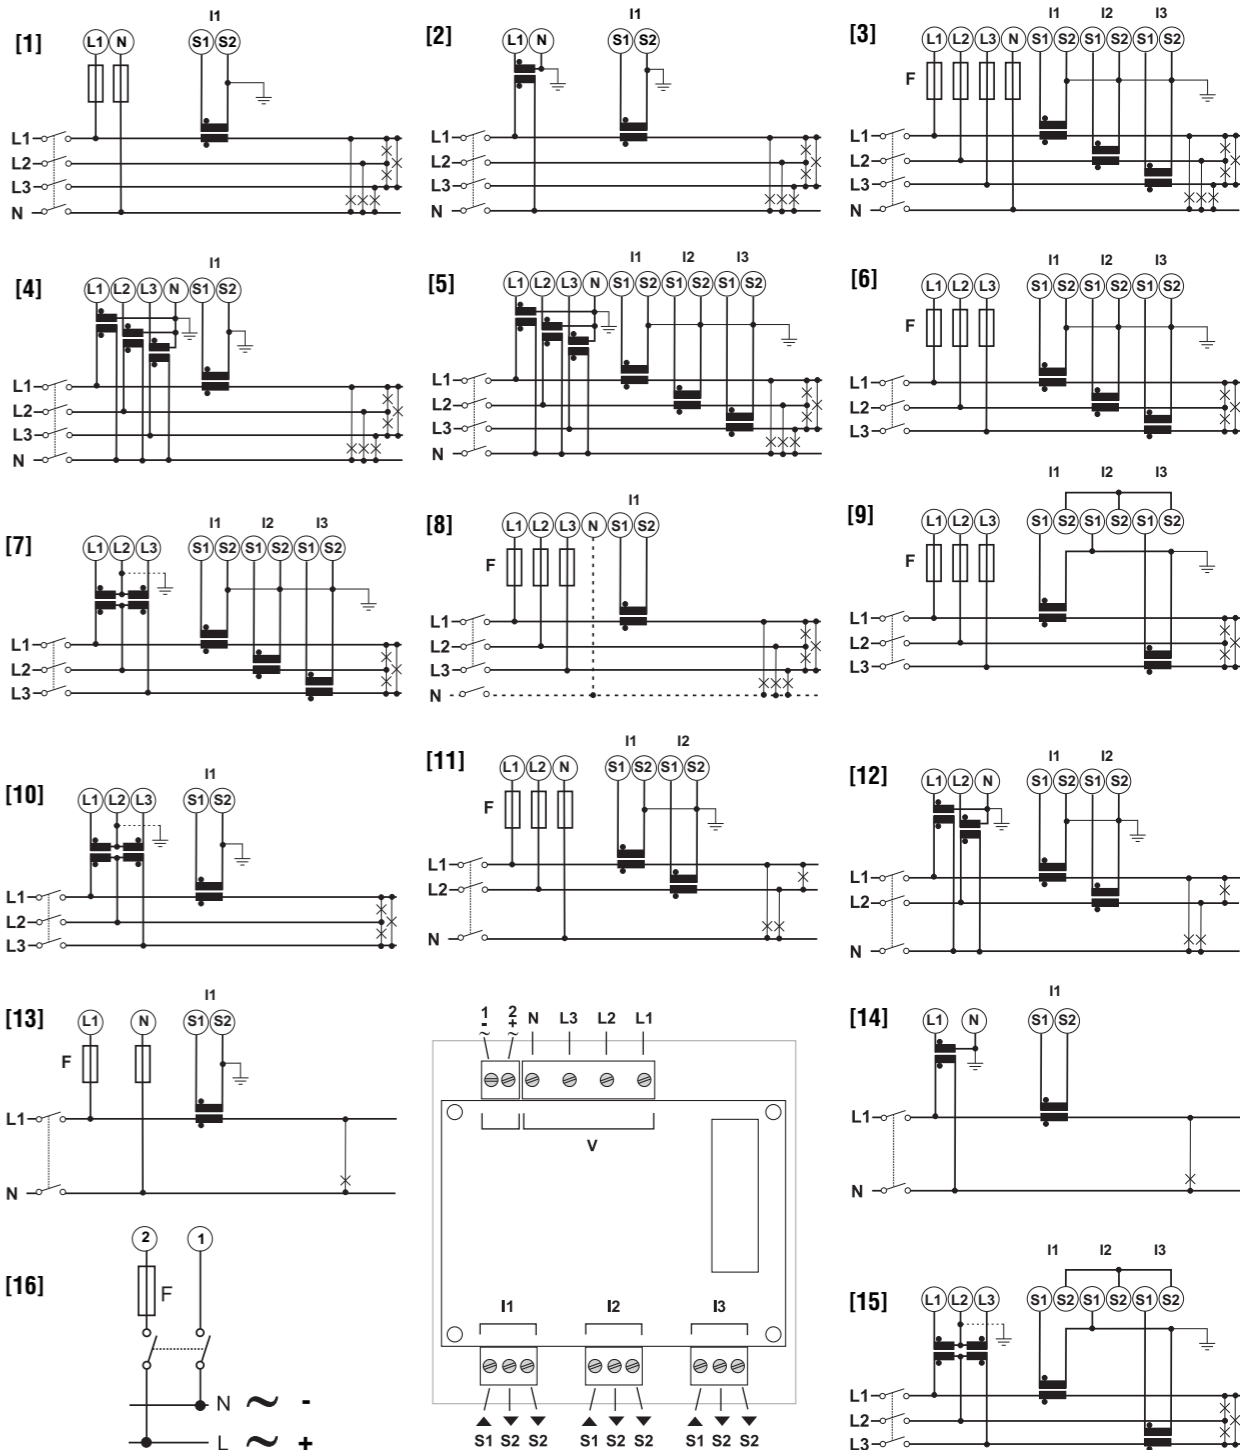 I1
[1] L1 N S1 S2
L1
L2
L3
N
I1
[2] L1 N S1 S2
L1
L2
L3
N
I1 I2 I3
[3] L1 L2 L3 N S1 S2 S1 S2 S1 S2
F
L1
L2
L3
N
I1
[4] L1 L2 L3 N S1 S2
L1
L2
L3
N
I1 I2 I3
[5] L1 L2 L3 N S1 S2 S1 S2 S1 S2
L1
L2
L3
N
I1 I2 I3
[6] L1 L2 L3 S1 S2 S1 S2 S1 S2
F
L1
L2
L3
I1 I2 I3
[7] L1 L2 L3 S1 S2 S1 S2 S1 S2
L1
L2
L3
I1
[8] L1 L2 L3 N S1 S2
F
L1
L2
L3
N
I1 I2 I3
[9] L1 L2 L3 S1 S2 S1 S2 S1 S2
F
L1
L2
L3
I1
[10] L1 L2 L3 S1 S2
L1
L2
L3
I1 I2
[11] L1 L2 N S1 S2 S1 S2
F
L1
L2
N
I1 I2
[12] L1 L2 N S1 S2 S1 S2
L1
L2
N
I1
[13] L1 N S1 S2
F
L1
N
1 2 N L3 L2 L1
- +
~ ~
V
I1 I2 I3
S1 S2 S2 S1 S2 S2 S1 S2 S2
I1
[14] L1 N S1 S2
L1
N
2 1
[16] F
N ~ -
L ~ +
I1 I2 I3
[15] L1 L2 L3 S1 S2 S1 S2 S1 S2
L1
L2
L3